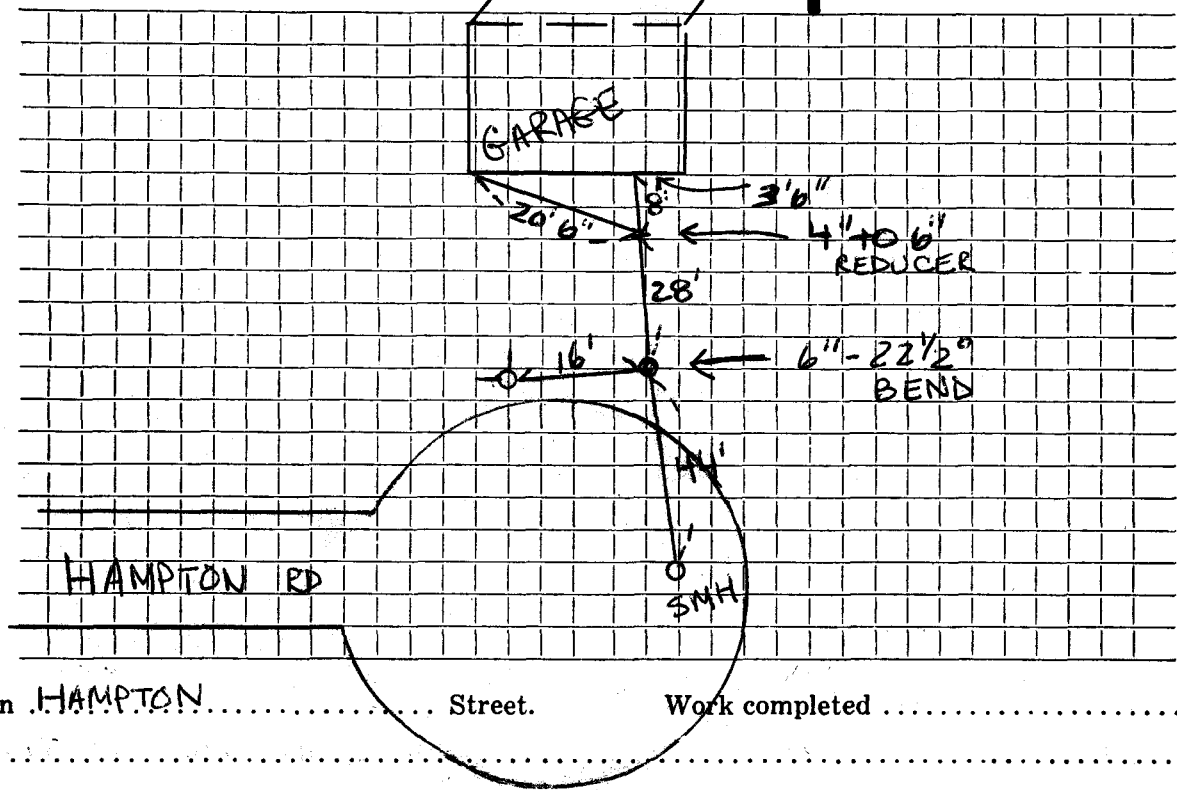 GARAGE
3'6"
8'
20' 6"
4" TO 6"
REDUCER
28'
16'
6"-22½°
BEND
44'
HAMPTON RD
SMH
n HAMPTON Street. Work completed